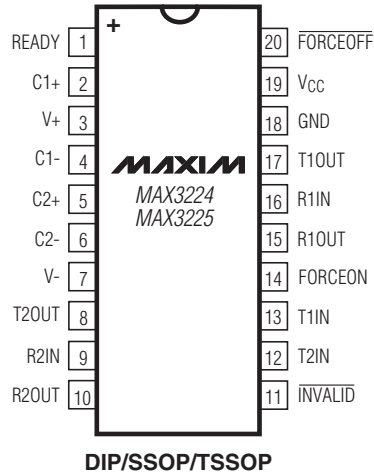 +
READY 1 20 F̅O̅R̅C̅E̅O̅F̅F̅
C1+ 2 19 VCC
V+ 3 18 GND
C1- 4 MAXIM 17 T1OUT
C2+ 5 MAX3224 16 R1IN
C2- 6 MAX3225 15 R1OUT
V- 7 14 FORCEON
T2OUT 8 13 T1IN
R2IN 9 12 T2IN
R2OUT 10 11 I̅N̅V̅A̅L̅I̅D̅
DIP/SSOP/TSSOP